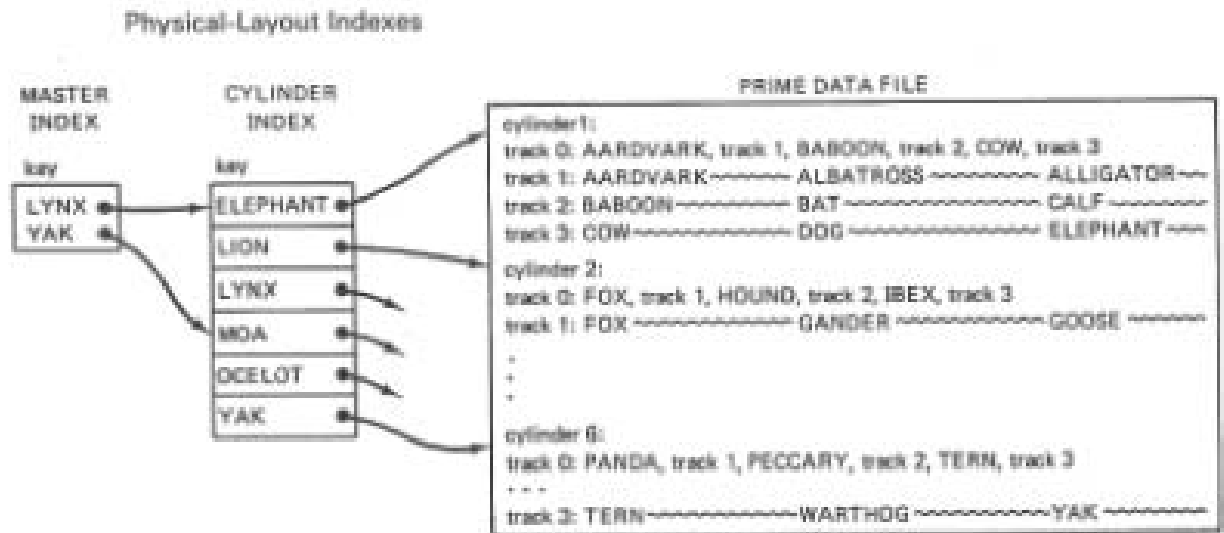 Physical-Layout Indexes
MASTER INDEX
key
LYNX
YAK
CYLINDER INDEX
key
ELEPHANT
LION
LYNX
MOA
OCELOT
YAK
PRIME DATA FILE
cylinder 1:
track 0: AARDVARK, track 1, BABOON, track 2, COW, track 3
track 1: AARDVARK ALBATROSS ALLIGATOR
track 2: BABOON BAT CALF
track 3: COW DOG ELEPHANT
cylinder 2:
track 0: FOX, track 1, HOUND, track 2, IBEX, track 3
track 1: FOX GANDER GOOSE
.
.
.
cylinder 6:
track 0: PANDA, track 1, PECCARY, track 2, TERN, track 3
- - -
track 3: TERN WARTHOG YAK